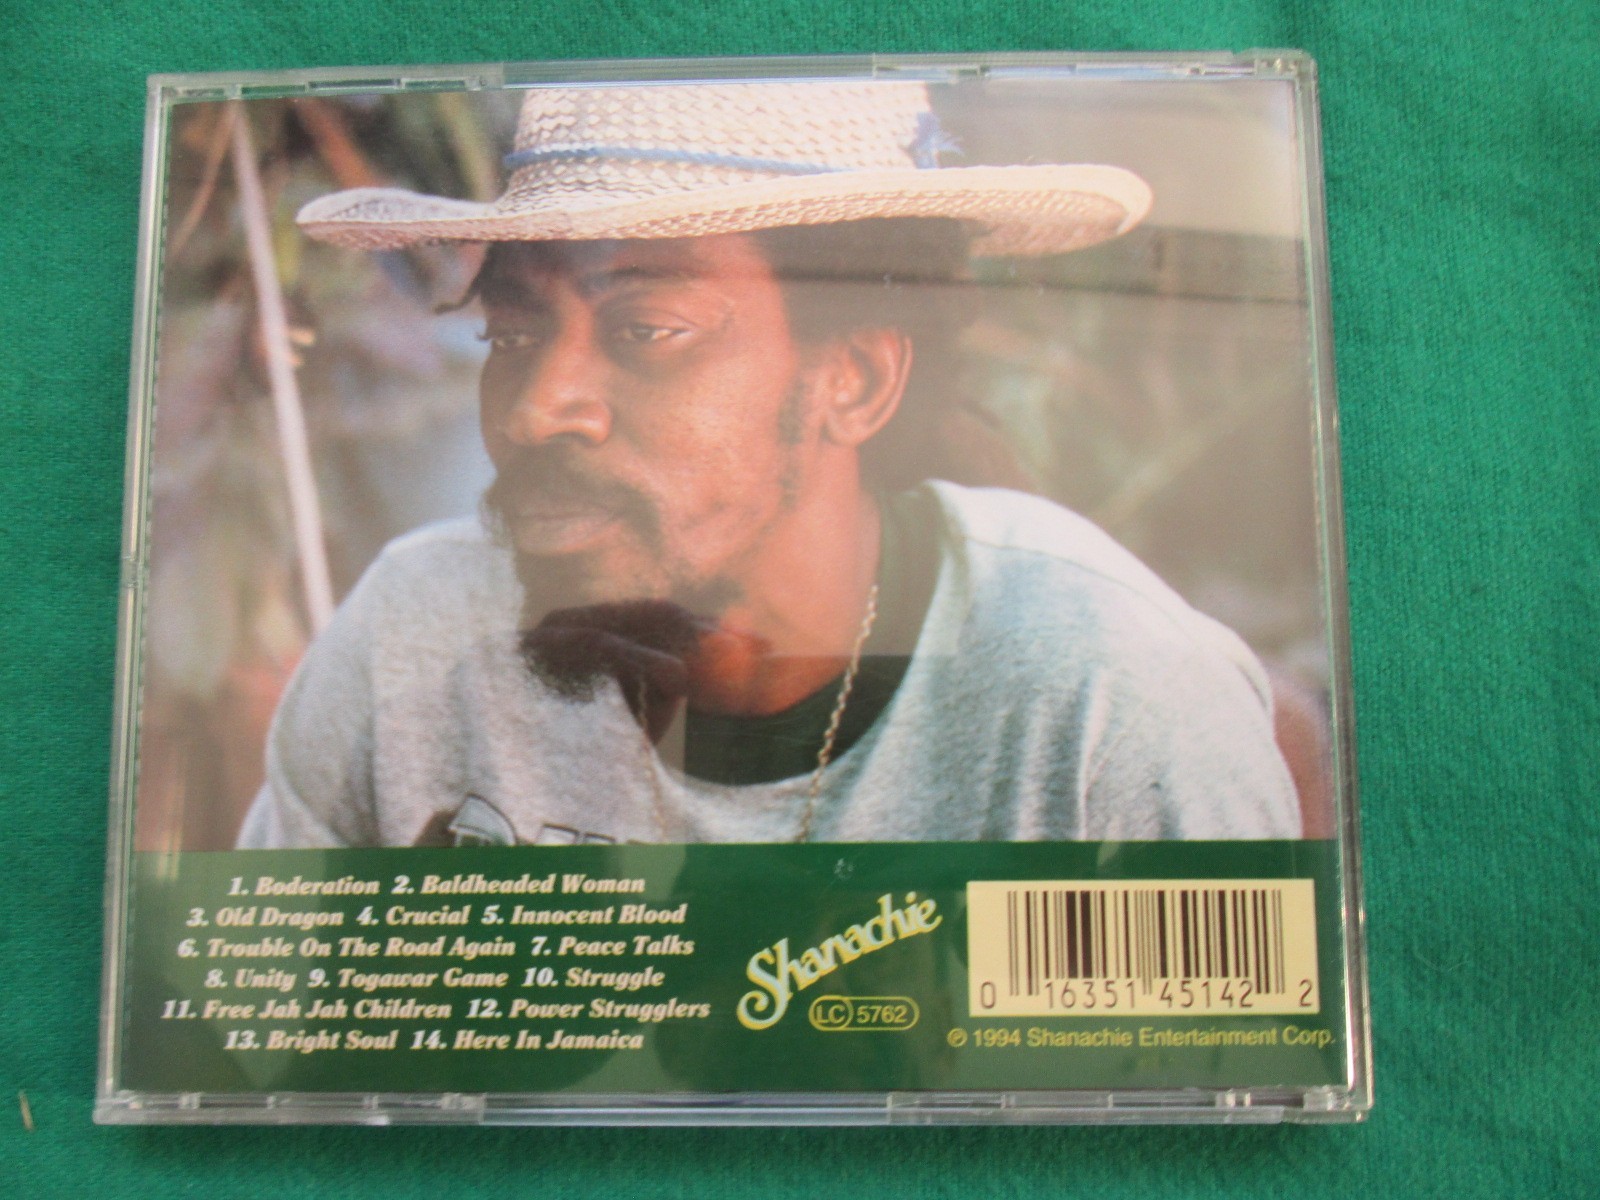 1. Boderation 2. Baldheaded Woman
3. Old Dragon 4. Crucial 5. Innocent Blood
6. Trouble On The Road Again 7. Peace Talks
8. Unity 9. Togawar Game 10. Struggle
11. Free Jah Jah Children 12. Power Strugglers
13. Bright Soul 14. Here In Jamaica
Shanachie
LC 5762
0 16351 45142 2
℗ 1994 Shanachie Entertainment Corp.